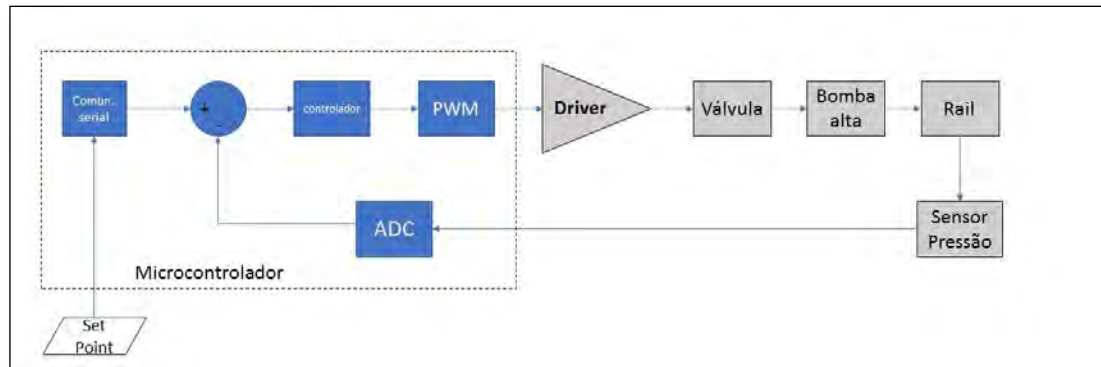 Comun..
serial
+
-
controlador
PWM
Driver
Válvula
Bomba
alta
Rail
ADC
Sensor
Pressão
Microcontrolador
Set
Point